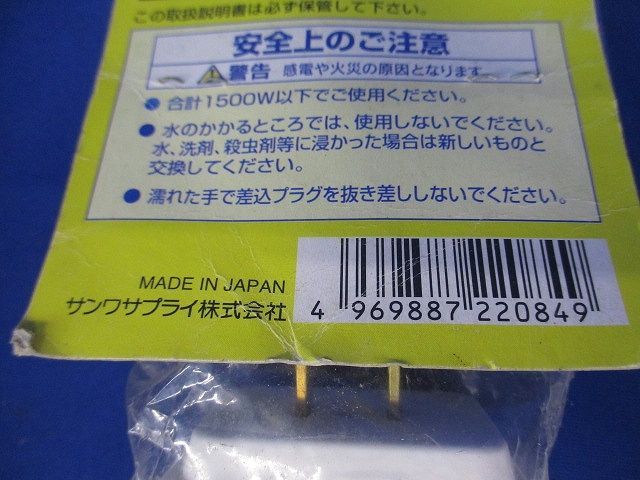 この取扱説明書は必ず保管して下さい。
安全上のご注意
警告 感電や火災の原因となります
● 合計1500W以下でご使用ください。
● 水のかかるところでは、使用しないでください。
水、洗剤、殺虫剤等に浸かった場合は新しいものと
交換してください。
● 濡れた手で差込プラグを抜き差ししないでください。
MADE IN JAPAN
サンワサプライ株式会社
4 969887 220849